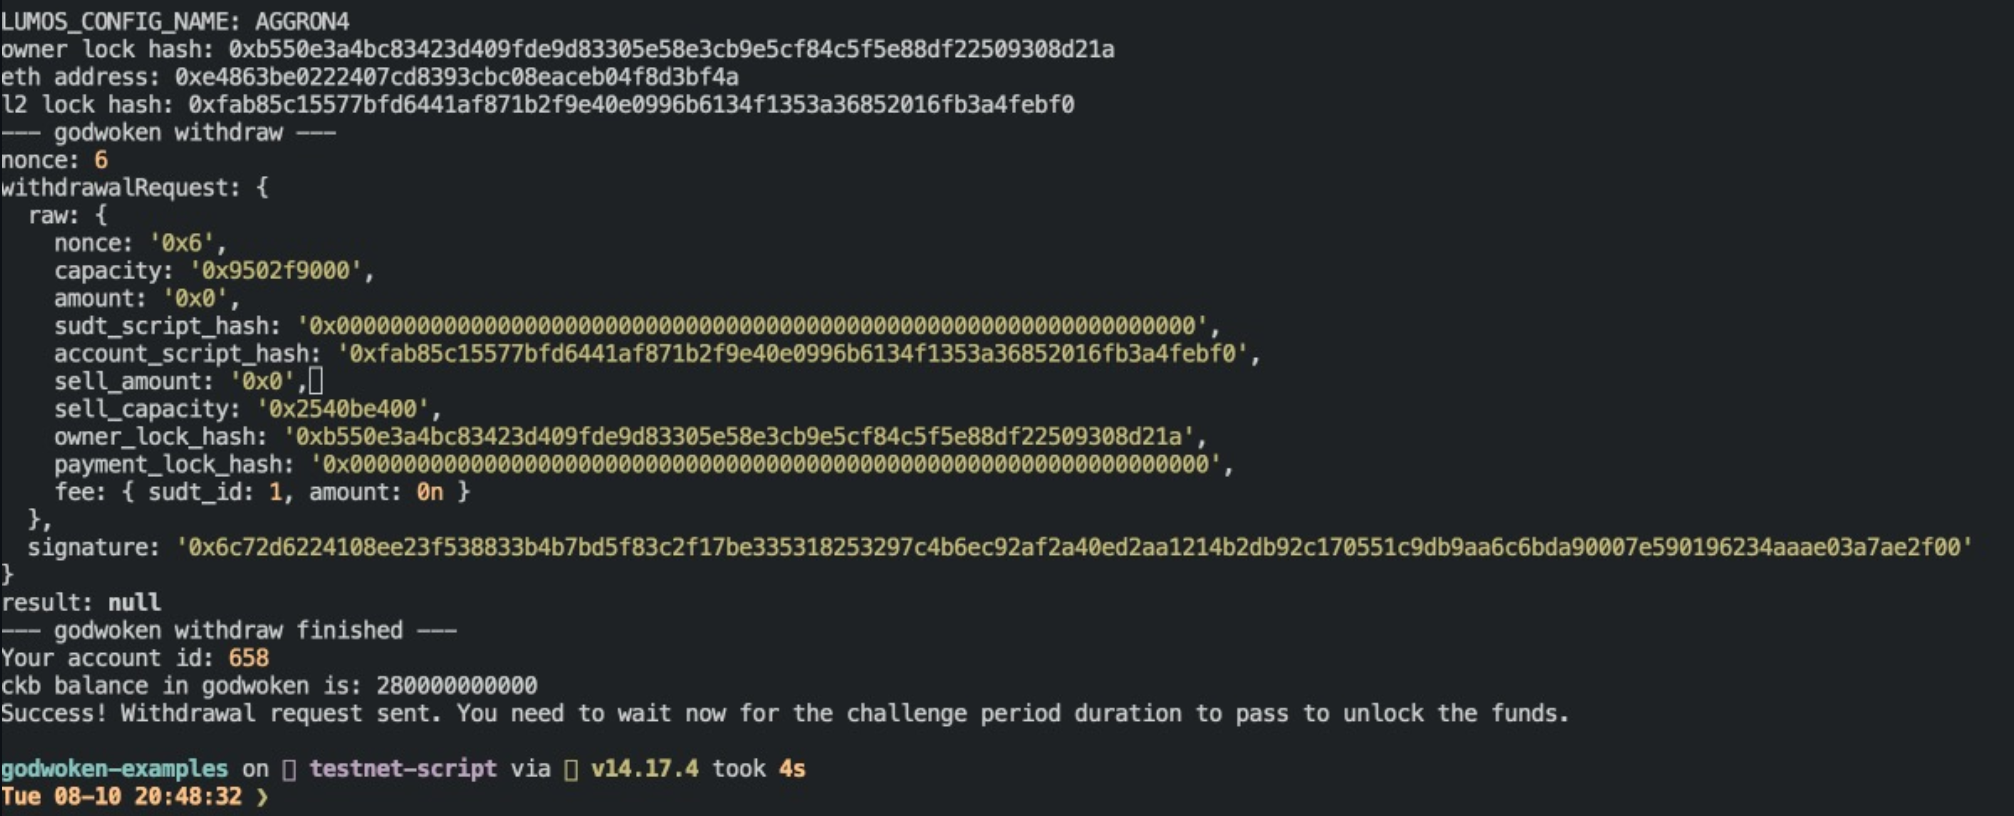 LUMOS_CONFIG_NAME: AGGRON4
owner lock hash: 0xb550e3a4bc83423d409fde9d83305e58e3cb9e5cf84c5f5e88df22509308d21a
eth address: 0xe4863be0222407cd8393cbc08eaceb04f8d3bf4a
l2 lock hash: 0xfab85c15577bfd6441af871b2f9e40e0996b6134f1353a36852016fb3a4febf0
--- godwoken withdraw ---
nonce: 6
withdrawalRequest: {
  raw: {
    nonce: '0x6',
    capacity: '0x9502f9000',
    amount: '0x0',
    sudt_script_hash: '0x0000000000000000000000000000000000000000000000000000000000000000',
    account_script_hash: '0xfab85c15577bfd6441af871b2f9e40e0996b6134f1353a36852016fb3a4febf0',
    sell_amount: '0x0',
    sell_capacity: '0x2540be400',
    owner_lock_hash: '0xb550e3a4bc83423d409fde9d83305e58e3cb9e5cf84c5f5e88df22509308d21a',
    payment_lock_hash: '0x0000000000000000000000000000000000000000000000000000000000000000',
    fee: { sudt_id: 1, amount: 0n }
  },
  signature: '0x6c72d6224108ee23f538833b4b7bd5f83c2f17be335318253297c4b6ec92af2a40ed2aa1214b2db92c170551c9db9aa6c6bda90007e590196234aaae03a7ae2f00'
}
result: null
--- godwoken withdraw finished ---
Your account id: 658
ckb balance in godwoken is: 280000000000
Success! Withdrawal request sent. You need to wait now for the challenge period duration to pass to unlock the funds.
godwoken-examples on testnet-script via v14.17.4 took 4s
Tue 08-10 20:48:32 ❯